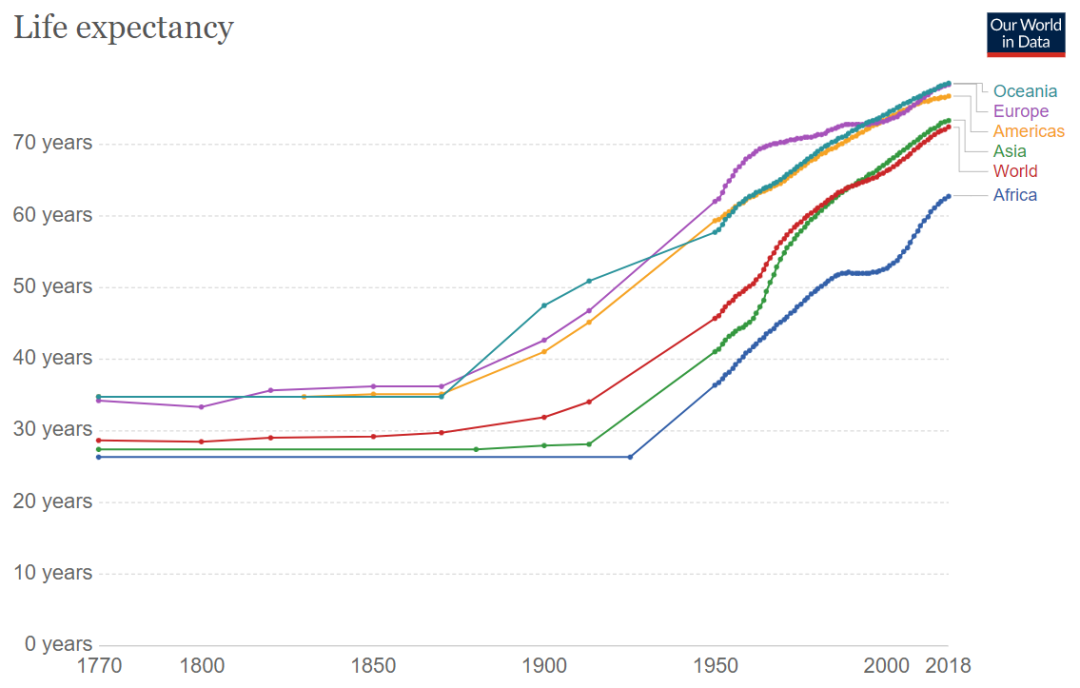 Life expectancy
Our World
in Data
Oceania
Europe
Americas
Asia
World
Africa
70 years
60 years
50 years
40 years
30 years
20 years
10 years
0 years
1770 1800 1850 1900 1950 2000 2018